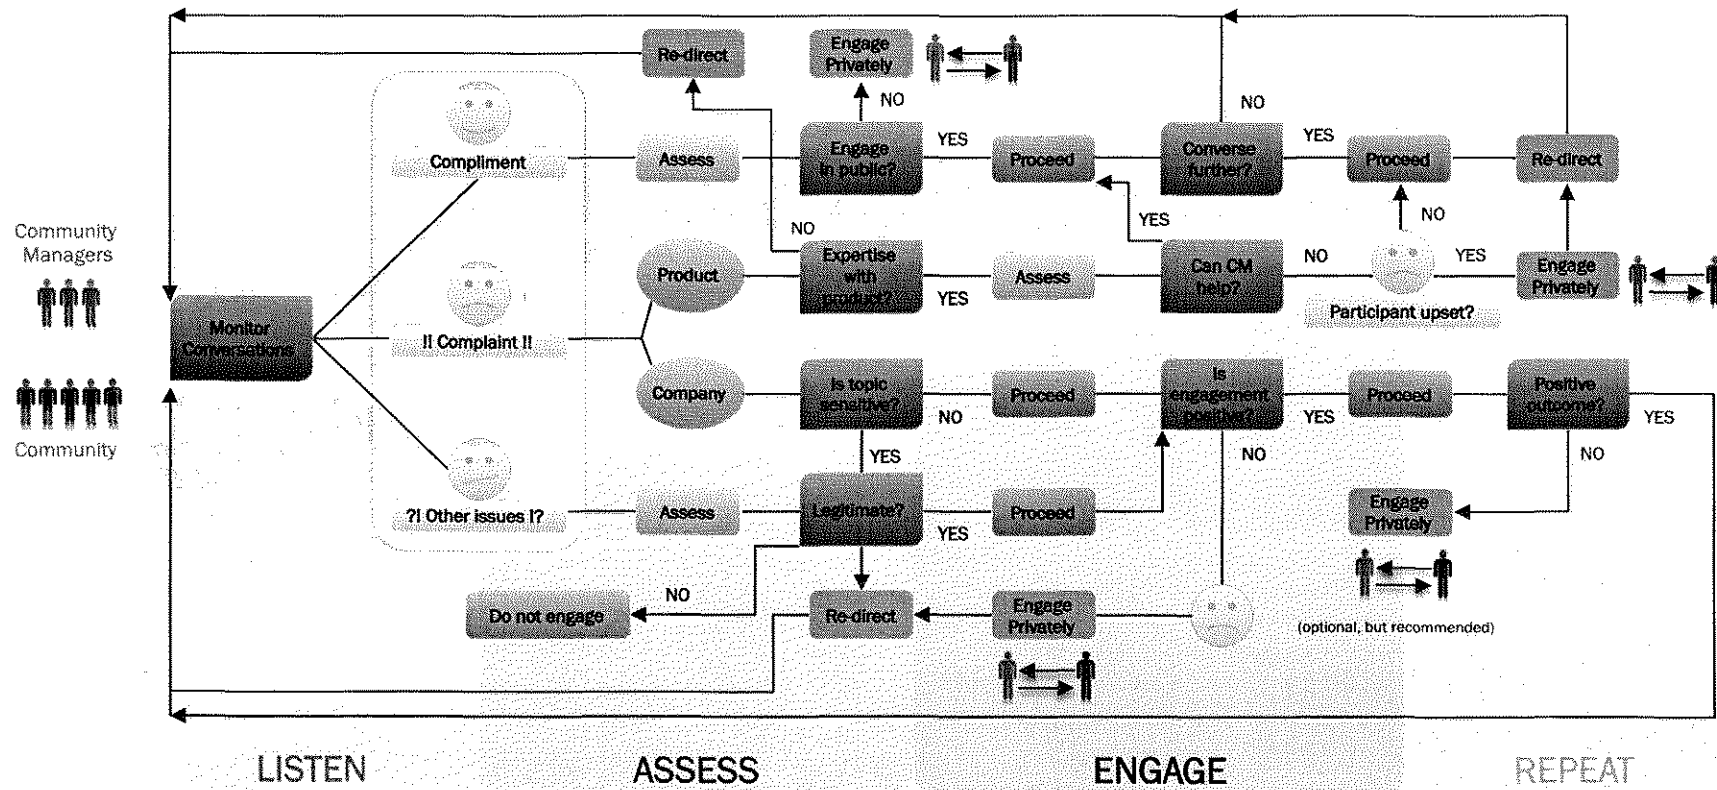 Re-direct
Engage
Privately
NO
NO
Compliment
Assess
Engage
in public?
YES
Proceed
Converse
further?
YES
Proceed
Re-direct
Community
Managers
NO
YES
NO
Product
Expertise
with
product?
YES
Assess
Can CM
help?
NO
YES
Engage
Privately
Participant upset?
Monitor
Conversations
!! Complaint !!
Company
Is topic
sensitive?
NO
Proceed
Is
engagement
positive?
YES
Proceed
Positive
outcome?
YES
Community
YES
NO
NO
?! Other issues !?
Assess
Legitimate?
YES
Proceed
Engage
Privately
NO
Do not engage
Re-direct
Engage
Privately
(optional, but recommended)
LISTEN
ASSESS
ENGAGE
REPEAT